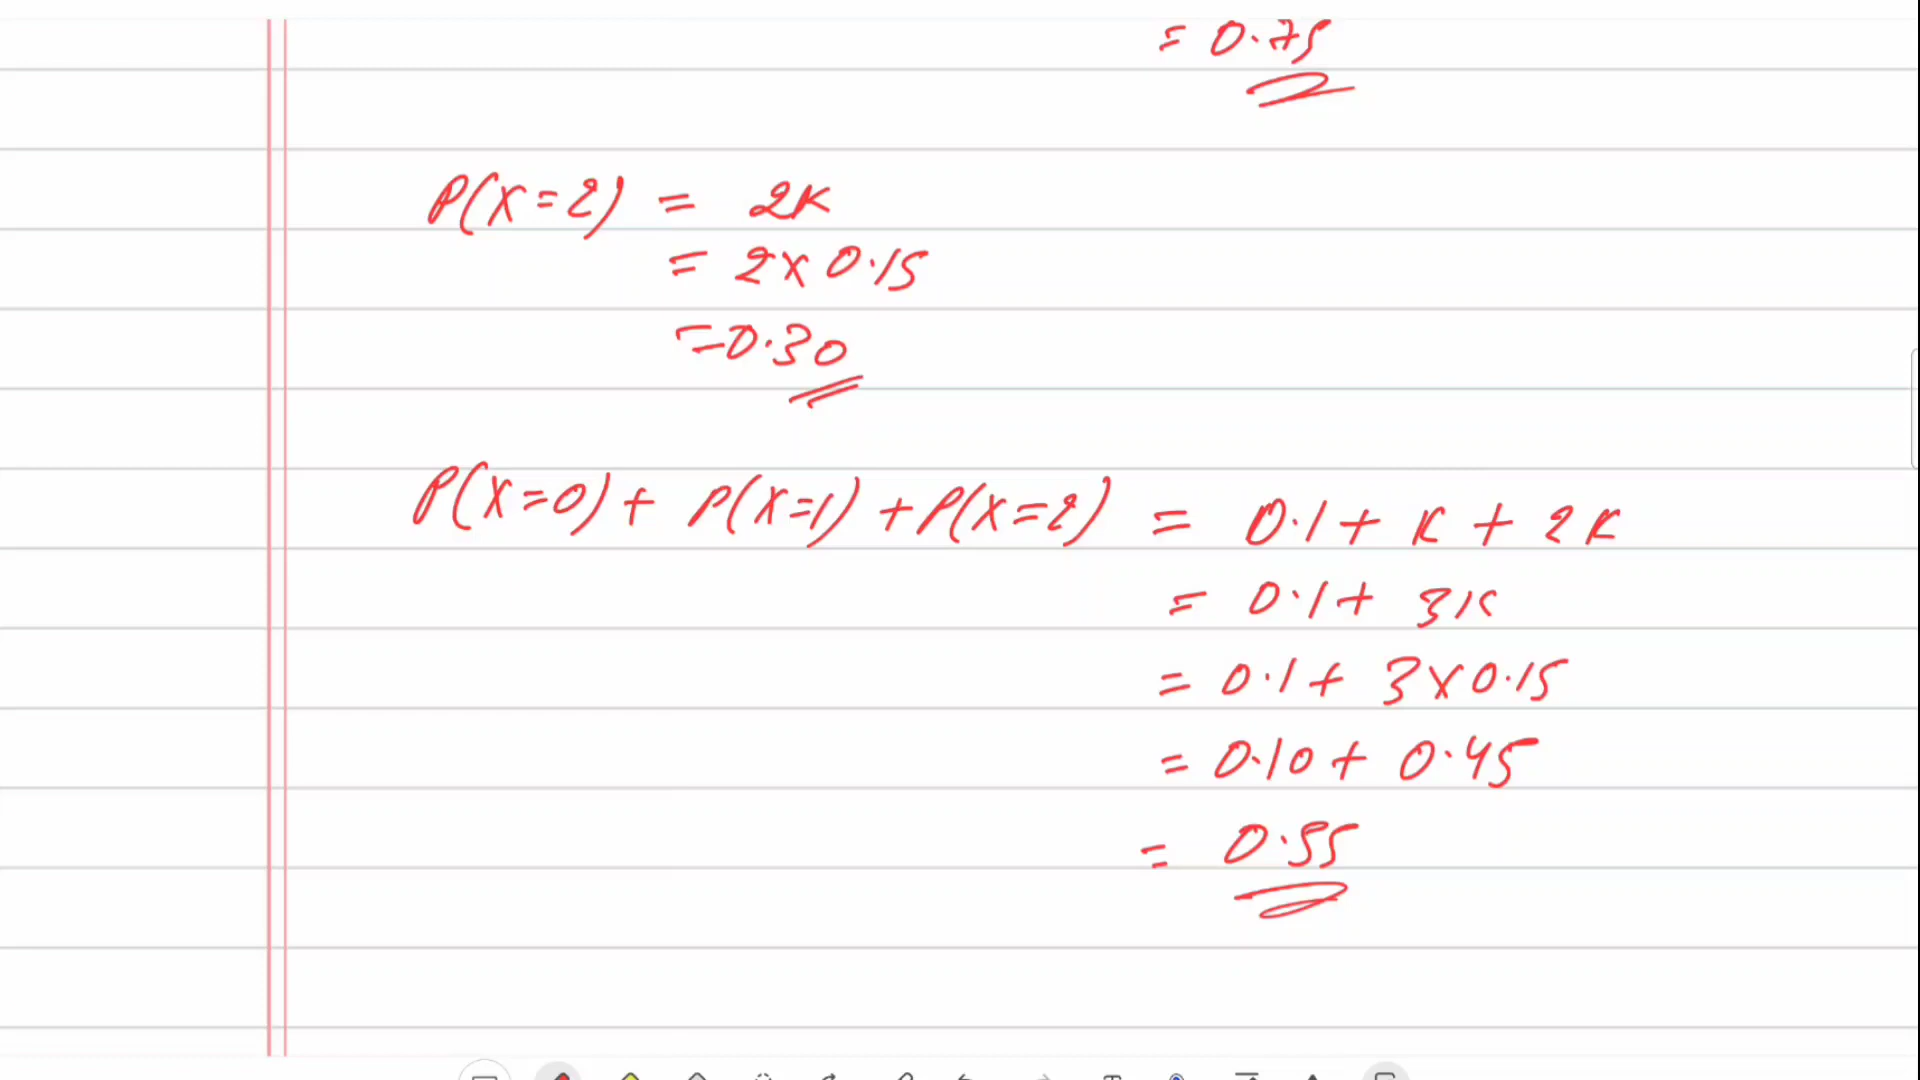 = 0.75
P(X=2) = 2K
= 2×0.15
=0.30
P(X=0) + P(X=1) + P(X=2) = 0.1 + K + 2K
= 0.1 + 3K
= 0.1 + 3×0.15
= 0.10 + 0.45
= 0.55